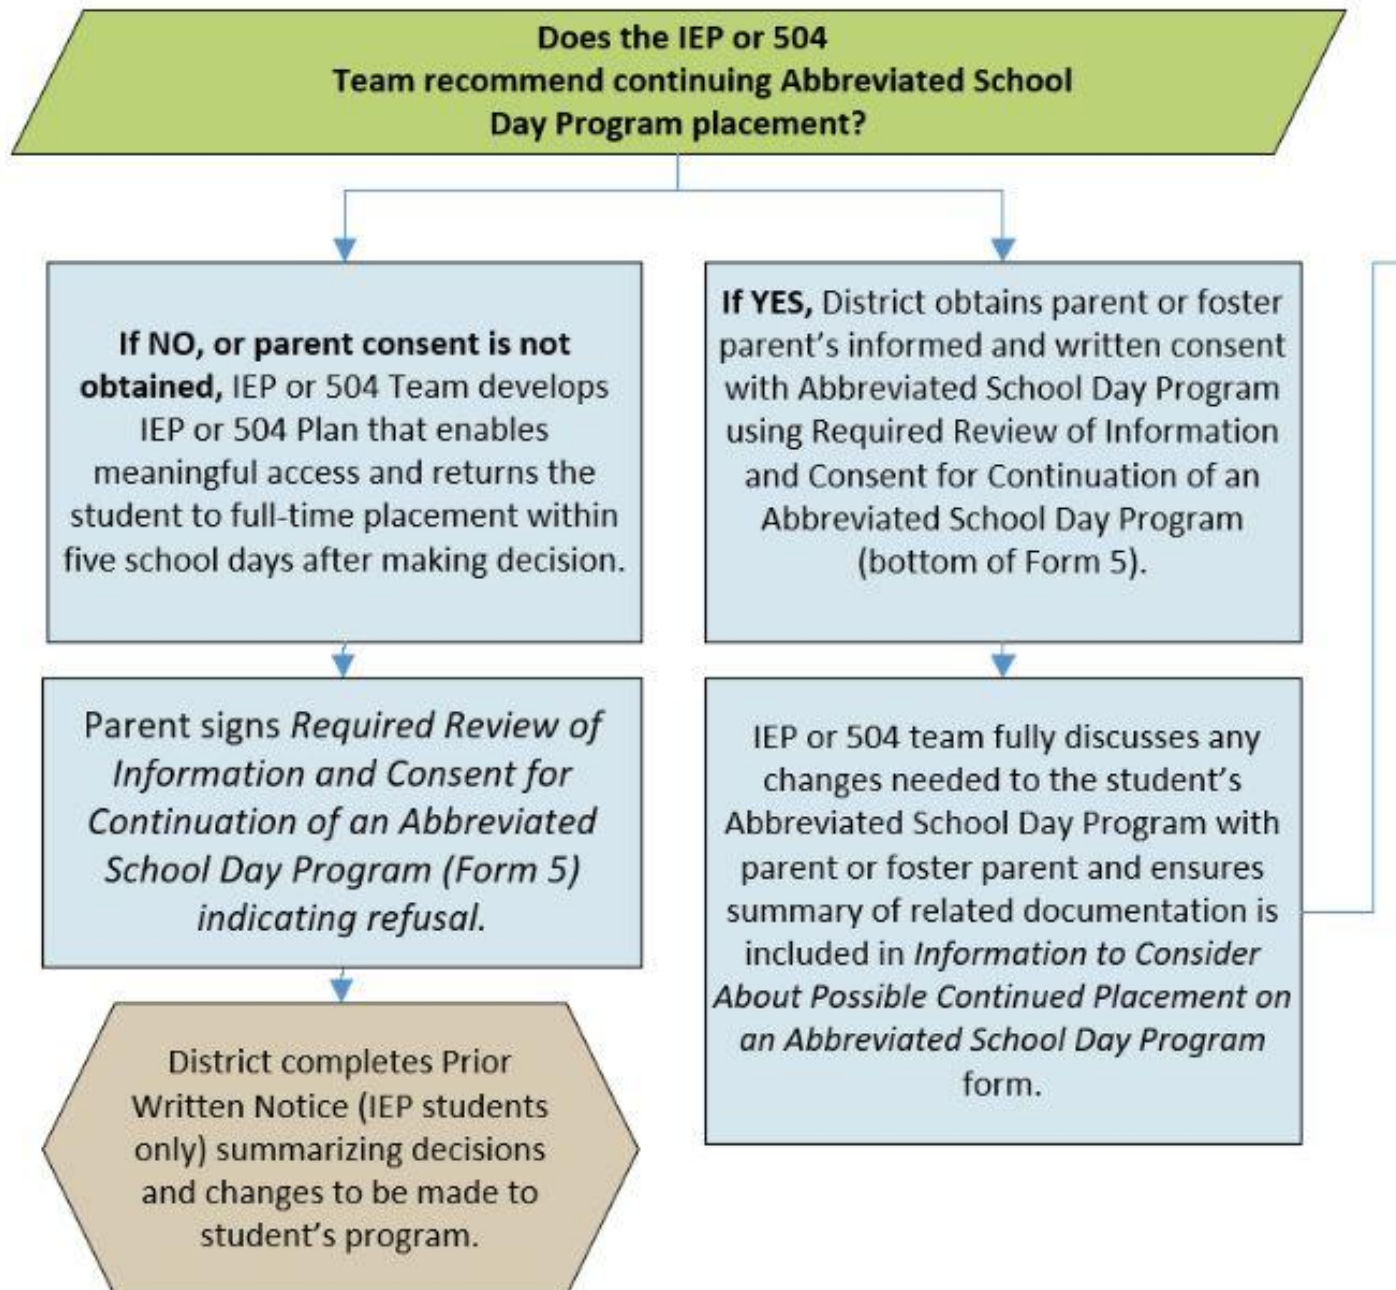 Does the IEP or 504
Team recommend continuing Abbreviated School
Day Program placement?
If NO, or parent consent is not
obtained, IEP or 504 Team develops
IEP or 504 Plan that enables
meaningful access and returns the
student to full-time placement within
five school days after making decision.
Parent signs Required Review of
Information and Consent for
Continuation of an Abbreviated
School Day Program (Form 5)
indicating refusal.
District completes Prior
Written Notice (IEP students
only) summarizing decisions
and changes to be made to
student's program.
If YES, District obtains parent or foster
parent's informed and written consent
with Abbreviated School Day Program
using Required Review of Information
and Consent for Continuation of an
Abbreviated School Day Program
(bottom of Form 5).
IEP or 504 team fully discusses any
changes needed to the student's
Abbreviated School Day Program with
parent or foster parent and ensures
summary of related documentation is
included in Information to Consider
About Possible Continued Placement on
an Abbreviated School Day Program
form.